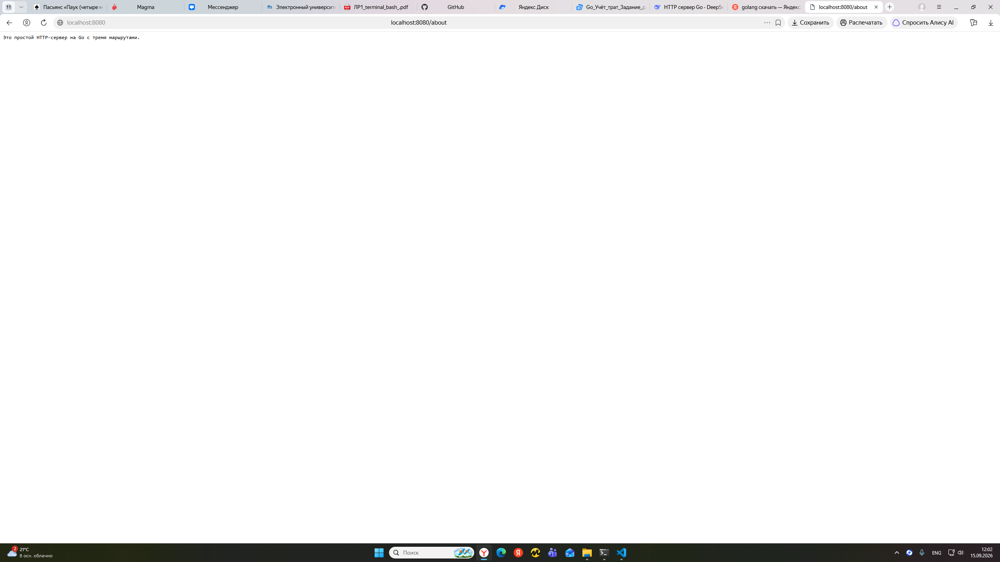 11
Пасьянс «Паук (четыре м
Magma
Мессенджер
Электронный университе
ЛР1_terminal_bash_.pdf
GitHub
Яндекс Диск
Go_Учёт_трат_Задание_д
HTTP сервер Go - DeepSe
golang скачать — Яндекс
localhost:8080/about
localhost:8080
localhost:8080/about
Сохранить
Распечатать
Спросить Алису AI
Это простой HTTP-сервер на Go с тремя маршрутами.
2
21°C
В осн. облачно
Поиск
ENG
12:02
15.09.2026